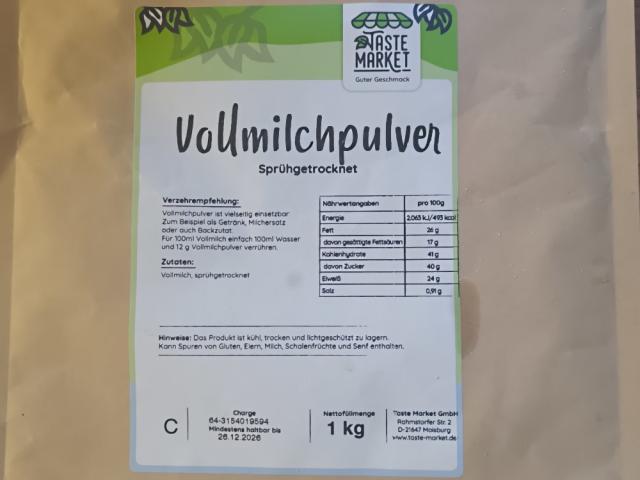 TASTE
MARKET
Guter Geschmack
Vollmilchpulver
Sprühgetrocknet
Verzehrempfehlung:
Vollmilchpulver ist vielseitig einsetzbar.
Zum Beispiel als Getränk, Milchersatz
oder auch Backzutat.
Für 100ml Vollmilch einfach 100ml Wasser
und 12 g Vollmilchpulver verrühren.
Zutaten:
Vollmilch, sprühgetrocknet
Nährwertangaben pro 100g
Energie 2.063 kJ/493 kcal
Fett 26 g
davon gesättigte Fettsäuren 17 g
Kohlenhydrate 41 g
davon Zucker 40 g
Eiweiß 24 g
Salz 0,91 g
Hinweise: Das Produkt ist kühl, trocken und lichtgeschützt zu lagern.
Kann Spuren von Gluten, Eiern, Milch, Schalenfrüchte und Senf enthalten.
C
Charge
64-3154019594
Mindestens haltbar bis
26.12.2026
Nettofüllmenge
1 kg
Taste Market GmbH
Rahmstorfer Str. 2
D-21647 Moisburg
www.taste-market.de